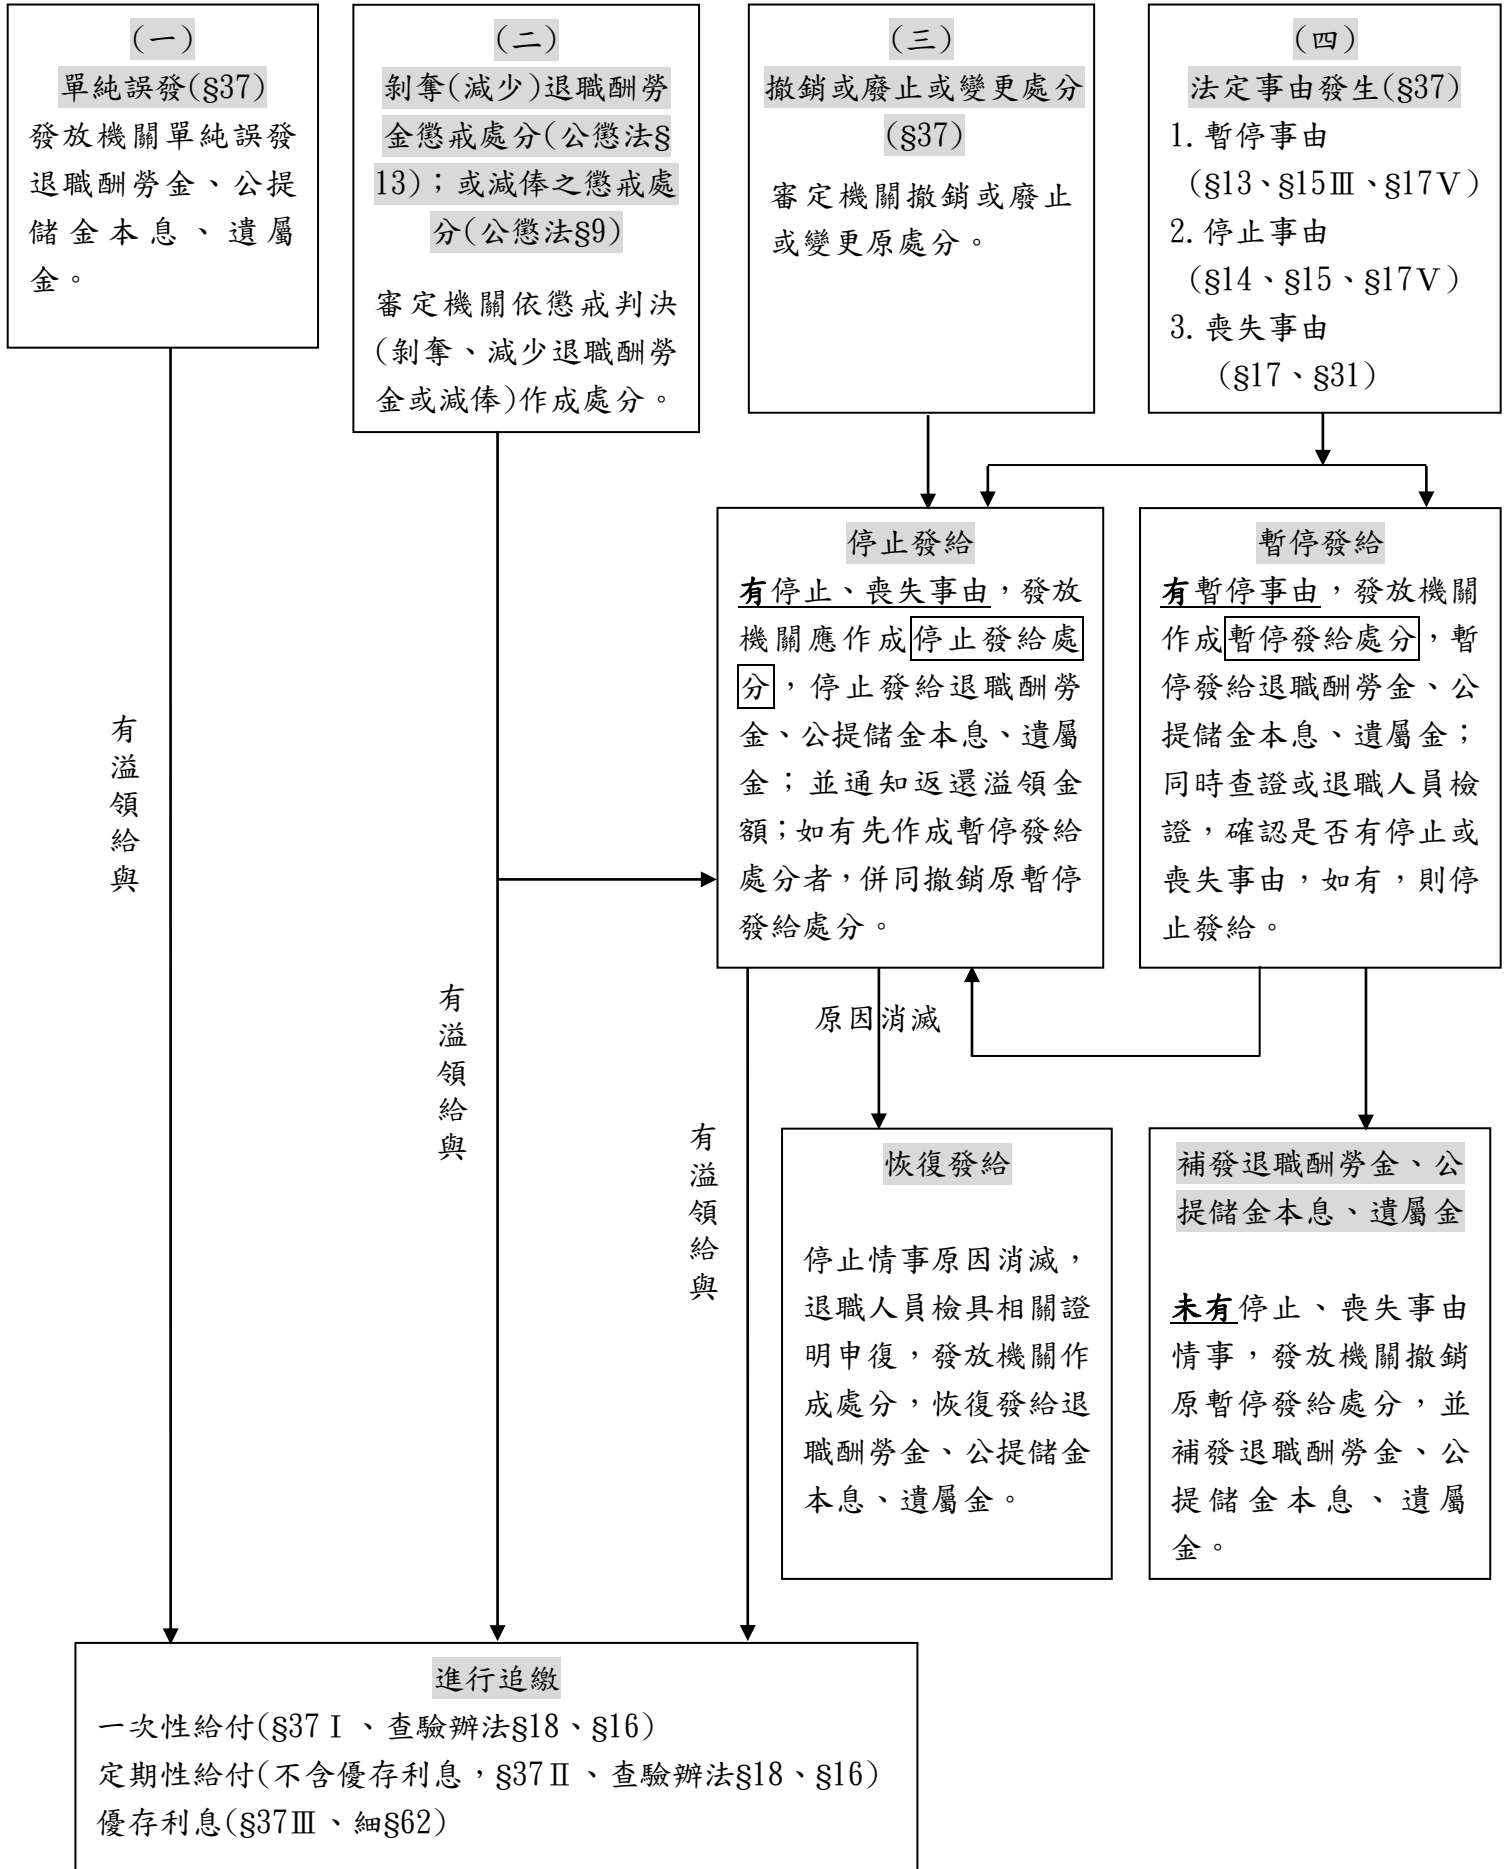 (一)
單純誤發(§37)
發放機關單純誤發
退職酬勞金、公提
儲金本息、遺屬
金。
(二)
剝奪(減少)退職酬勞
金懲戒處分(公懲法§
13)；或減俸之懲戒處
分(公懲法§9)
審定機關依懲戒判決
(剝奪、減少退職酬勞
金或減俸)作成處分。
(三)
撤銷或廢止或變更處分
(§37)
審定機關撤銷或廢止
或變更原處分。
(四)
法定事由發生(§37)
1. 暫停事由
(§13、§15Ⅲ、§17Ⅴ)
2. 停止事由
(§14、§15、§17Ⅴ)
3. 喪失事由
(§17、§31)
停止發給
有停止、喪失事由，發放
機關應作成停止發給處
分，停止發給退職酬勞
金、公提儲金本息、遺屬
金；並通知返還溢領金
額；如有先作成暫停發給
處分者，併同撤銷原暫停
發給處分。
暫停發給
有暫停事由，發放機關
作成暫停發給處分，暫
停發給退職酬勞金、公
提儲金本息、遺屬金；
同時查證或退職人員檢
證，確認是否有停止或
喪失事由，如有，則停
止發給。
有溢領給與
有溢領給與
有溢領給與
原因消滅
恢復發給
停止情事原因消滅，
退職人員檢具相關證
明申復，發放機關作
成處分，恢復發給退
職酬勞金、公提儲金
本息、遺屬金。
補發退職酬勞金、公
提儲金本息、遺屬金
未有停止、喪失事由
情事，發放機關撤銷
原暫停發給處分，並
補發退職酬勞金、公
提儲金本息、遺屬
金。
進行追繳
一次性給付(§37Ⅰ、查驗辦法§18、§16)
定期性給付(不含優存利息，§37Ⅱ、查驗辦法§18、§16)
優存利息(§37Ⅲ、細§62)